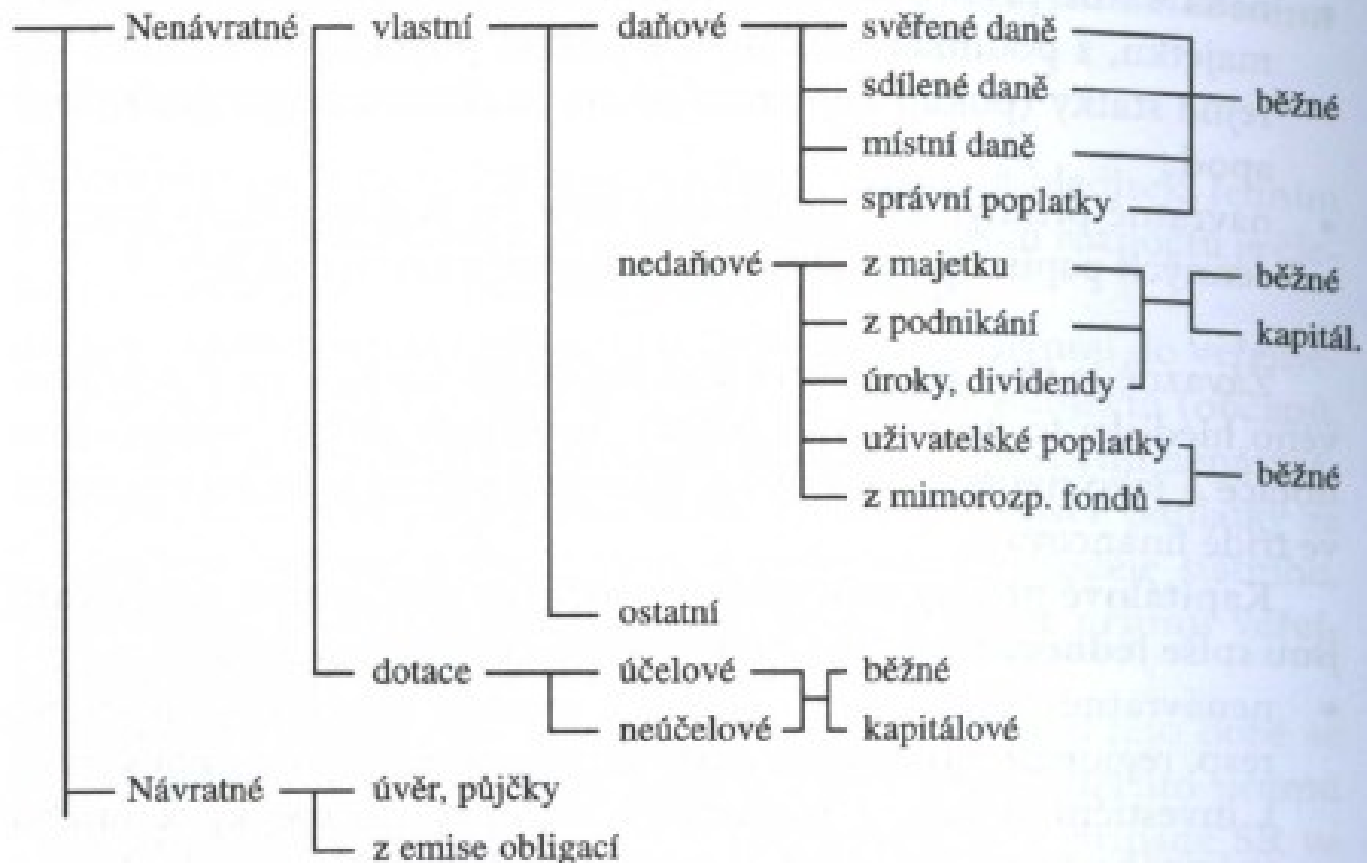 Nenávratné vlastní daňové svěřené daně
sdílené daně běžné
místní daně
správní poplatky
nedaňové z majetku běžné
z podnikání kapitál.
úroky, dividendy
uživatelské poplatky
z mimorozp. fondů běžné
ostatní
dotace účelové běžné
neúčelové kapitálové
Návratné úvěr, půjčky
z emise obligací